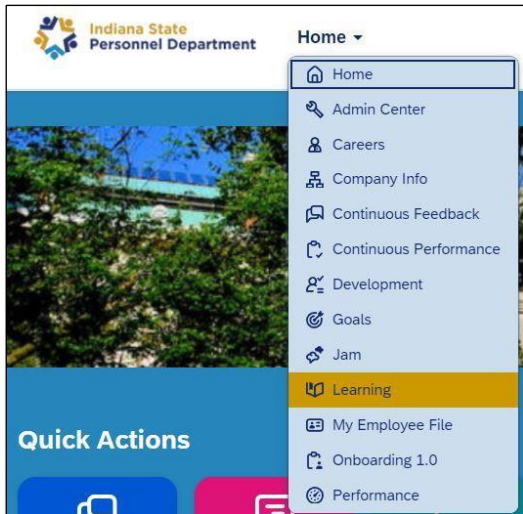 Indiana State
Personnel Department
Home
Home
Admin Center
Careers
Company Info
Continuous Feedback
Continuous Performance
Development
Goals
Jam
Learning
My Employee File
Onboarding 1.0
Performance
Quick Actions